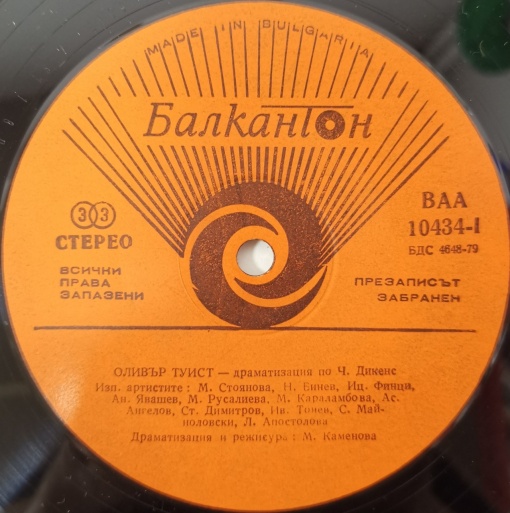 MADE IN BULGARIA
Балкантон
33
СТЕРЕО
ВАА
10434-I
БДС 4648-79
ВСИЧКИ
ПРАВА
ЗАПАЗЕНИ
ПРЕЗАПИСЪТ
ЗАБРАНЕН
ОЛИВЪР ТУИСТ — драматизация по Ч. Дикенс
Изп. артистите : М. Стоянова, Н. Еннев, Иц. Финци,
Ан. Явашев, М. Русалиева, М. Караламбова, Ас.
Ангелов, Ст. Димитров, Ив. Тонев, С. Май-
ноловски, Л. Апостолова
Драматизация и режисура : М. Каменова